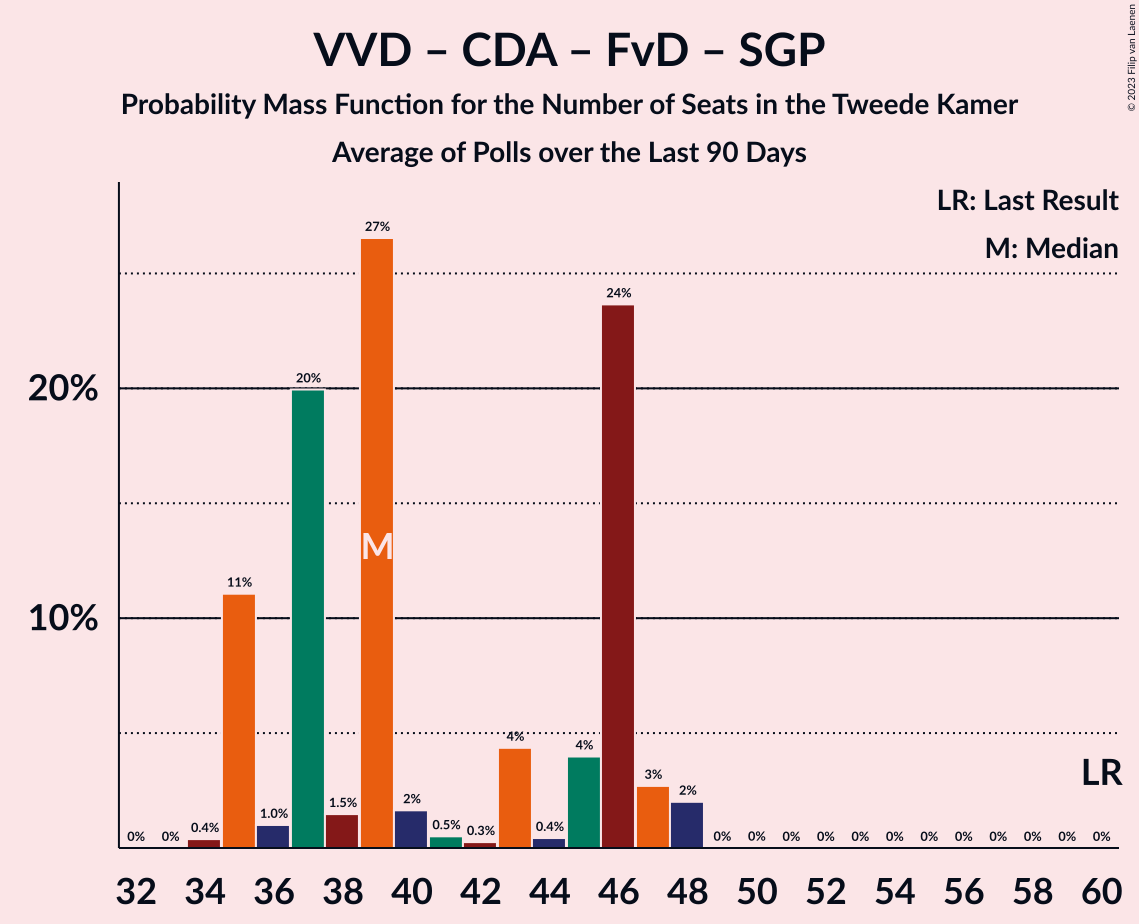 VVD – CDA – FvD – SGP
Probability Mass Function for the Number of Seats in the Tweede Kamer
Average of Polls over the Last 90 Days
© 2023 Filip van Laenen
LR: Last Result
M: Median
27%
24%
20%
20%
M
11%
10%
4%
4%
LR
3%
2%
1.5%
2%
1.0%
0.4%
0.5%
0.3%
0.4%
0% 0% 0% 0% 0% 0% 0% 0% 0% 0% 0% 0% 0% 0%
32 34 36 38 40 42 44 46 48 50 52 54 56 58 60